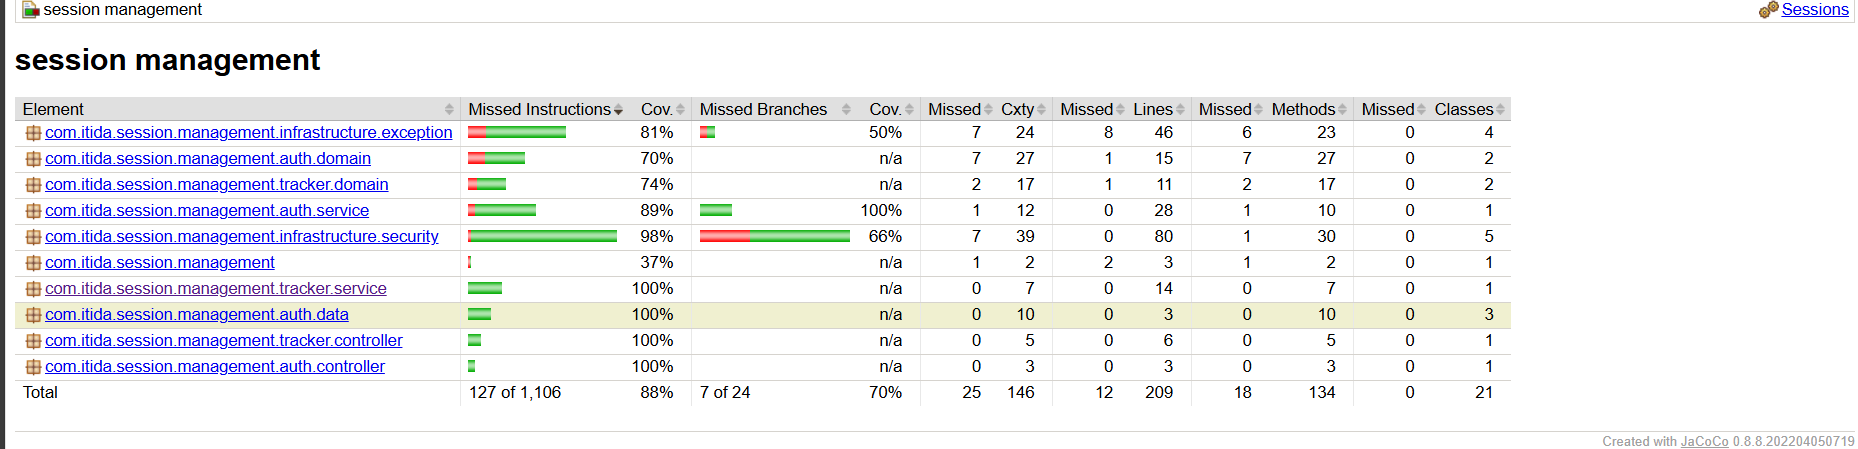 session management Sessions
session management
Element Missed Instructions Cov. Missed Branches Cov. Missed Cxty Missed Lines Missed Methods Missed Classes
com.itida.session.management.infrastructure.exception 81% 50% 7 24 8 46 6 23 0 4
com.itida.session.management.auth.domain 70% n/a 7 27 1 15 7 27 0 2
com.itida.session.management.tracker.domain 74% n/a 2 17 1 11 2 17 0 2
com.itida.session.management.auth.service 89% 100% 1 12 0 28 1 10 0 1
com.itida.session.management.infrastructure.security 98% 66% 7 39 0 80 1 30 0 5
com.itida.session.management 37% n/a 1 2 2 3 1 2 0 1
com.itida.session.management.tracker.service 100% n/a 0 7 0 14 0 7 0 1
com.itida.session.management.auth.data 100% n/a 0 10 0 3 0 10 0 3
com.itida.session.management.tracker.controller 100% n/a 0 5 0 6 0 5 0 1
com.itida.session.management.auth.controller 100% n/a 0 3 0 3 0 3 0 1
Total 127 of 1,106 88% 7 of 24 70% 25 146 12 209 18 134 0 21
Created with JaCoCo 0.8.8.202204050719